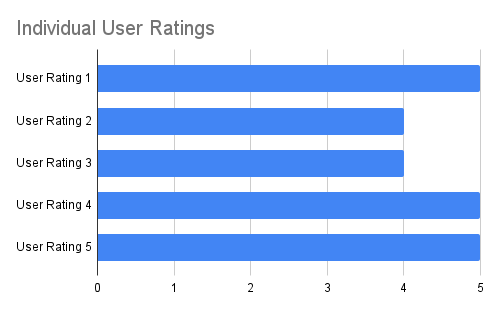 Individual User Ratings
User Rating 1
User Rating 2
User Rating 3
User Rating 4
User Rating 5
0 1 2 3 4 5